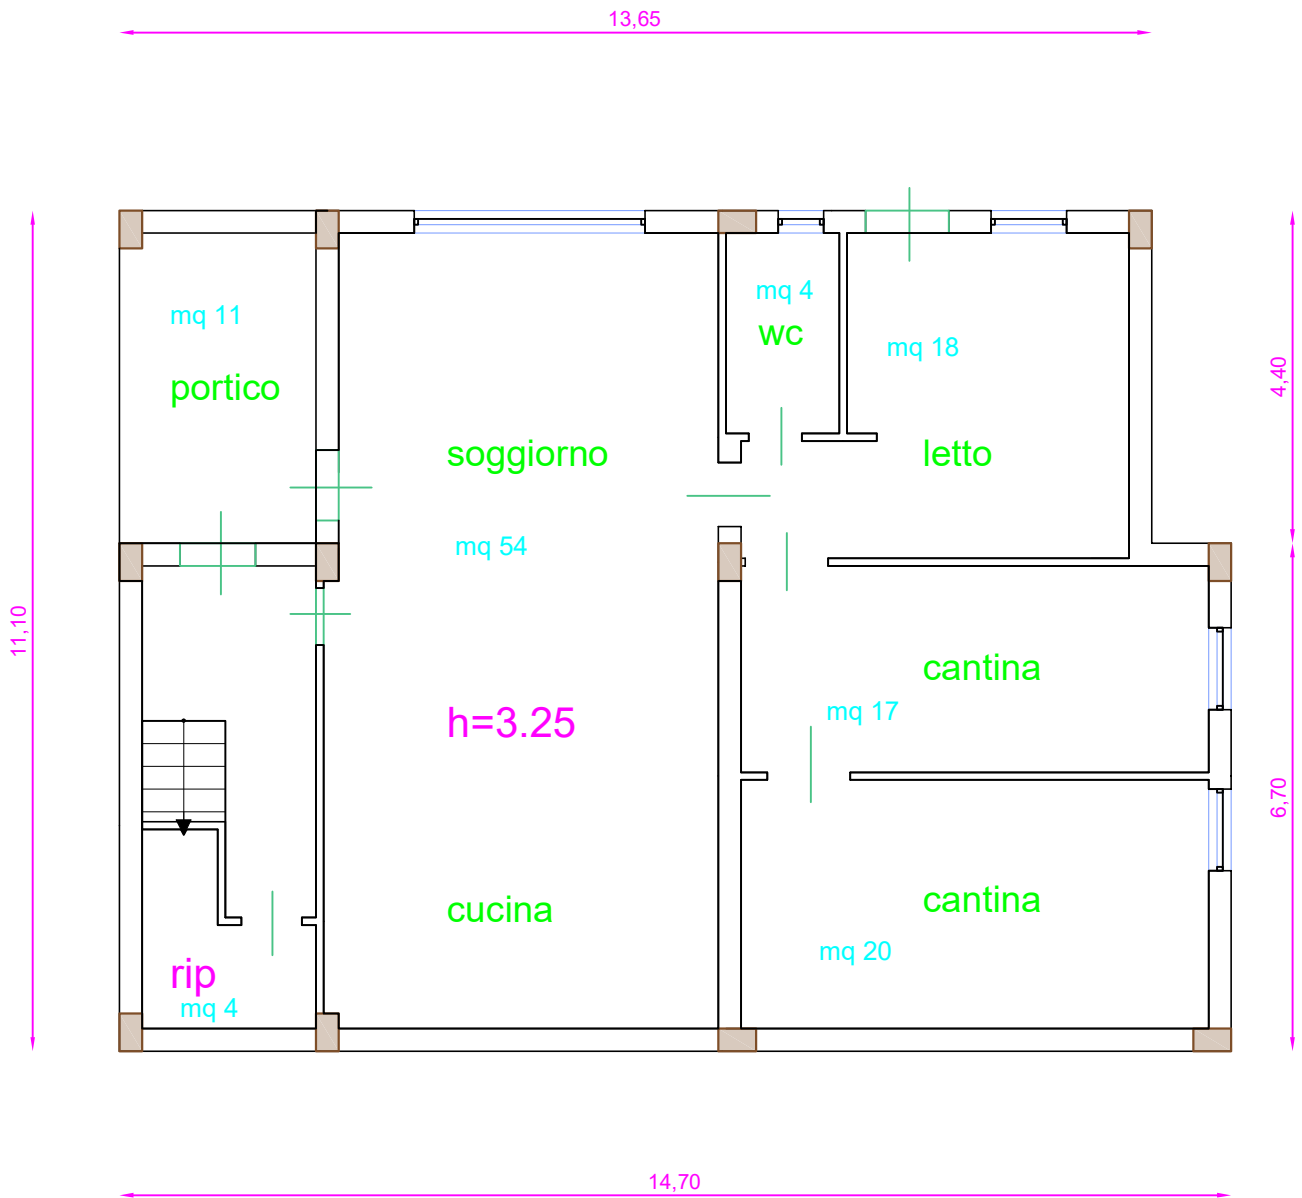 13,65
mq 11
portico
mq 4
wc
mq 18
4,40
soggiorno
letto
mq 54
11,10
cantina
mq 17
h=3.25
6,70
cucina
cantina
mq 20
rip
mq 4
14,70